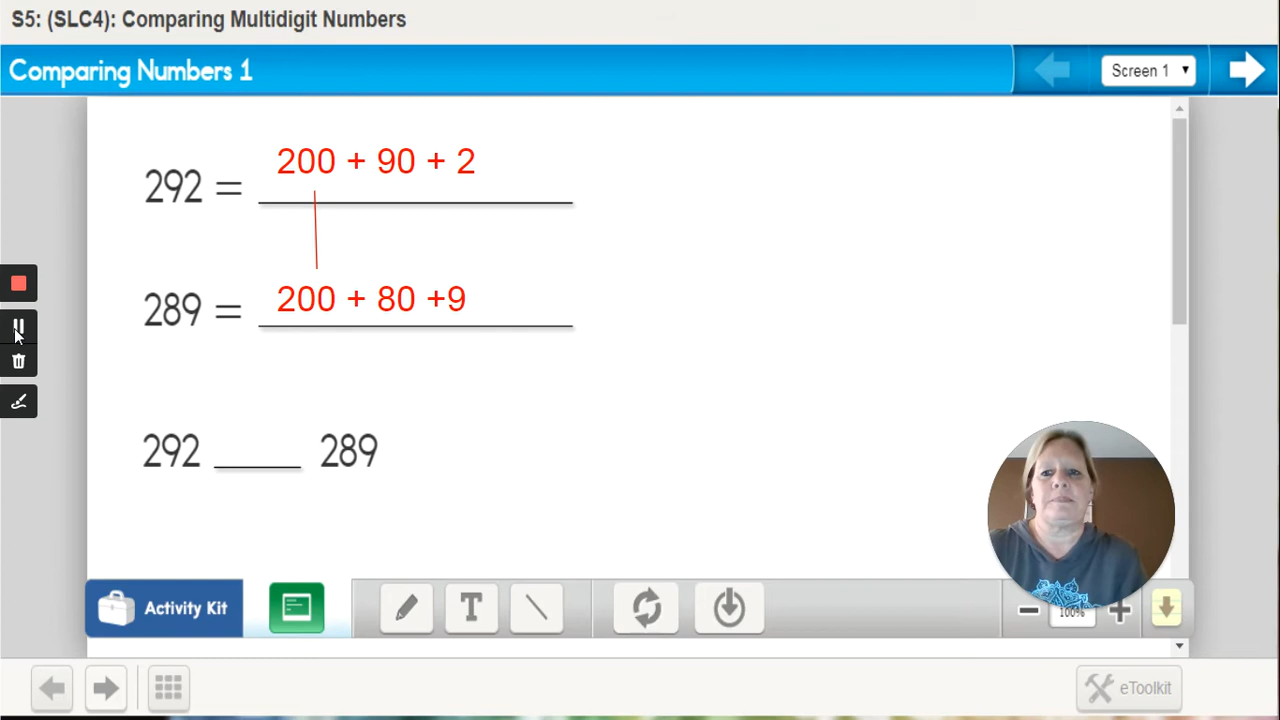 S5: (SLC4): Comparing Multidigit Numbers
Comparing Numbers 1
Screen 1
200 + 90 + 2
292 =
200 + 80 +9
289 =
292 _____ 289
Activity Kit
T
100%
eToolkit